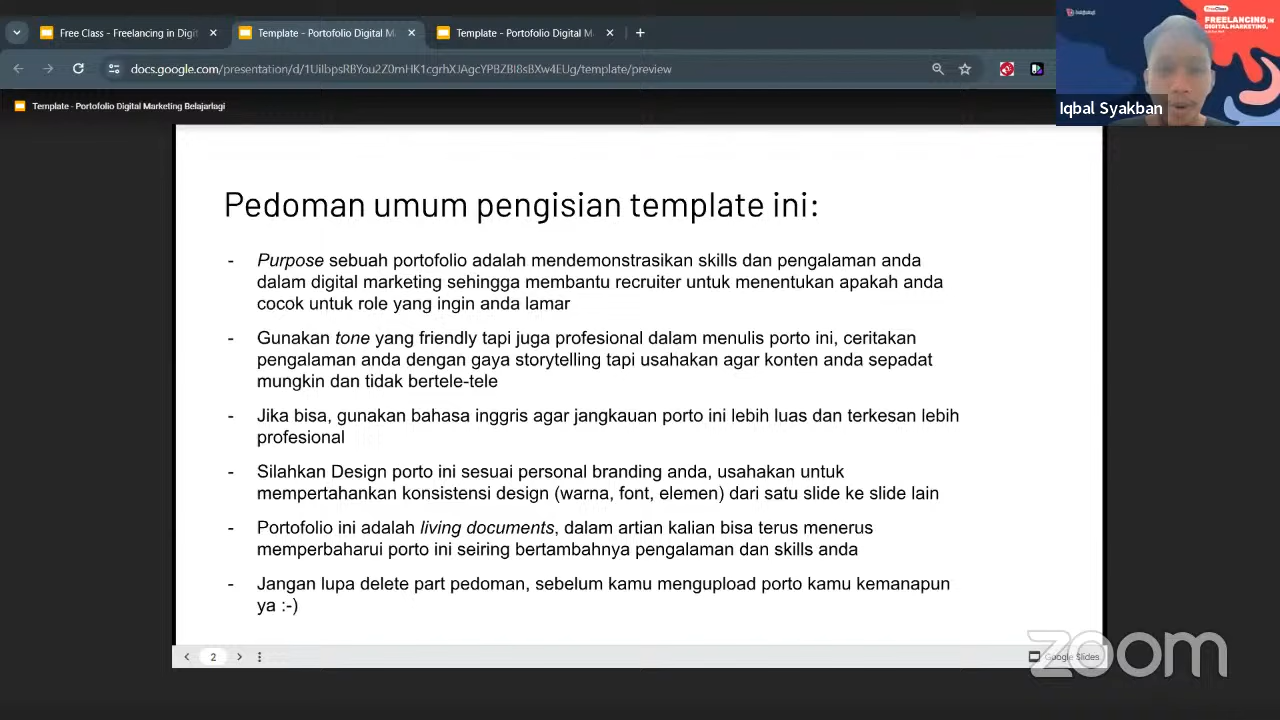 Free Class - Freelancing in Digit
Template - Portofolio Digital M
Template - Portofolio Digital M
docs.google.com/presentation/d/1UiIbpsRBYou2Z0mHK1cgrhXJAgcYPBZBI8sBXw4EUg/template/preview
Template - Portofolio Digital Marketing Belajarlagi
belajarlagi
FreeClass
FREELANCING IN
DIGITAL MARKETING,
Iqbal Syakban
Pedoman umum pengisian template ini:
- Purpose sebuah portofolio adalah mendemonstrasikan skills dan pengalaman anda
dalam digital marketing sehingga membantu recruiter untuk menentukan apakah anda
cocok untuk role yang ingin anda lamar
- Gunakan tone yang friendly tapi juga profesional dalam menulis porto ini, ceritakan
pengalaman anda dengan gaya storytelling tapi usahakan agar konten anda sepadat
mungkin dan tidak bertele-tele
- Jika bisa, gunakan bahasa inggris agar jangkauan porto ini lebih luas dan terkesan lebih
profesional
- Silahkan Design porto ini sesuai personal branding anda, usahakan untuk
mempertahankan konsistensi design (warna, font, elemen) dari satu slide ke slide lain
- Portofolio ini adalah living documents, dalam artian kalian bisa terus menerus
memperbaharui porto ini seiring bertambahnya pengalaman dan skills anda
- Jangan lupa delete part pedoman, sebelum kamu mengupload porto kamu kemanapun
ya :-)
2
Google Slides
zoom